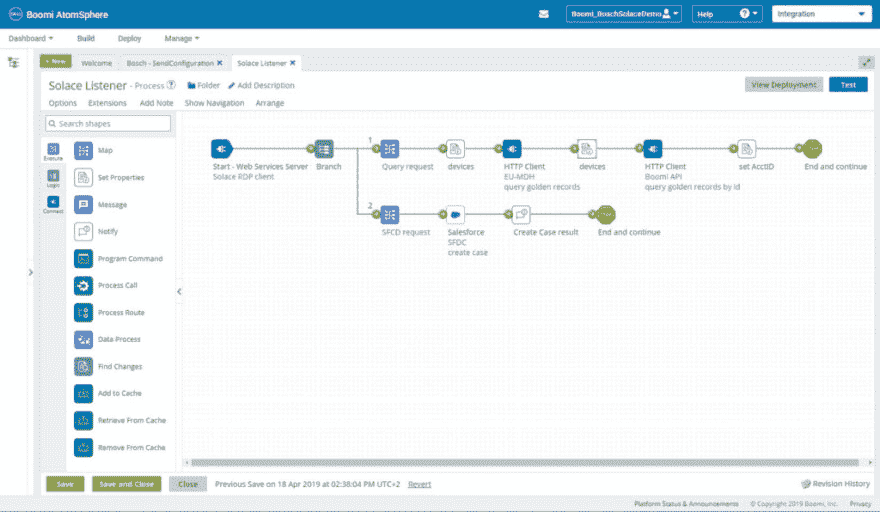 DELL Boomi AtomSphere
Boomi_BoschSolaceDemo
Help
Integration
Dashboard
Build
Deploy
Manage
+ New
Welcome
Bosch - SendConfiguration
Solace Listener
Solace Listener - Process
Folder
Add Description
View Deployment
Test
Options
Extensions
Add Note
Show Navigation
Arrange
Search shapes
Execute
Logic
Connect
Map
Set Properties
Message
Notify
Program Command
Process Call
Process Route
Data Process
Find Changes
Add to Cache
Retrieve From Cache
Remove From Cache
1
Start - Web Services Server
Solace RDP client
Branch
Query request
devices
HTTP Client
EU-MDH
query golden records
devices
HTTP Client
Boomi API
query golden records by id
set AcctID
End and continue
2
SFCD request
Salesforce
SFDC
create case
Create Case result
End and continue
Save
Save and Close
Close
Previous Save on 18 Apr 2019 at 02:38:04 PM UTC+2
Revert
Revision History
Platform Status & Announcements
© Copyright 2019 Boomi, Inc.
Privacy